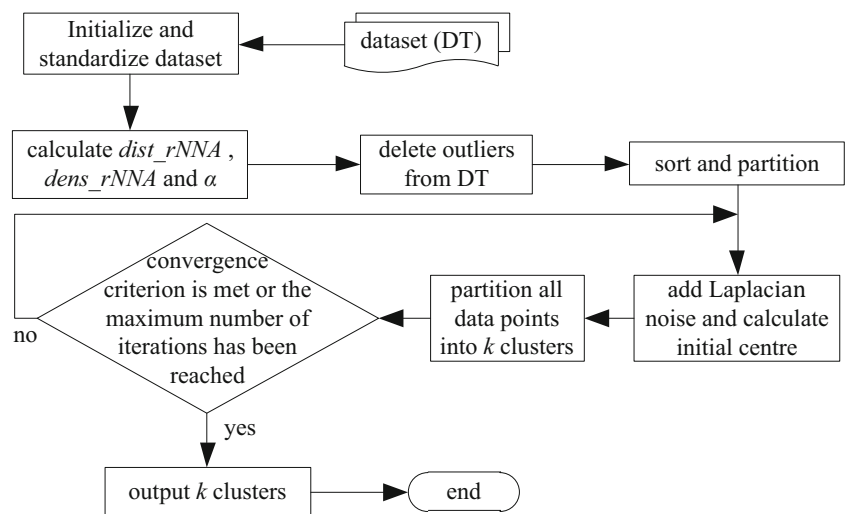 Initialize and
standardize dataset
dataset (DT)
calculate dist_rNNA ,
dens_rNNA and α
delete outliers
from DT
sort and partition
convergence
criterion is met or the
maximum number of
iterations has been
reached
no
yes
partition all
data points
into k clusters
add Laplacian
noise and calculate
initial centre
output k clusters
end